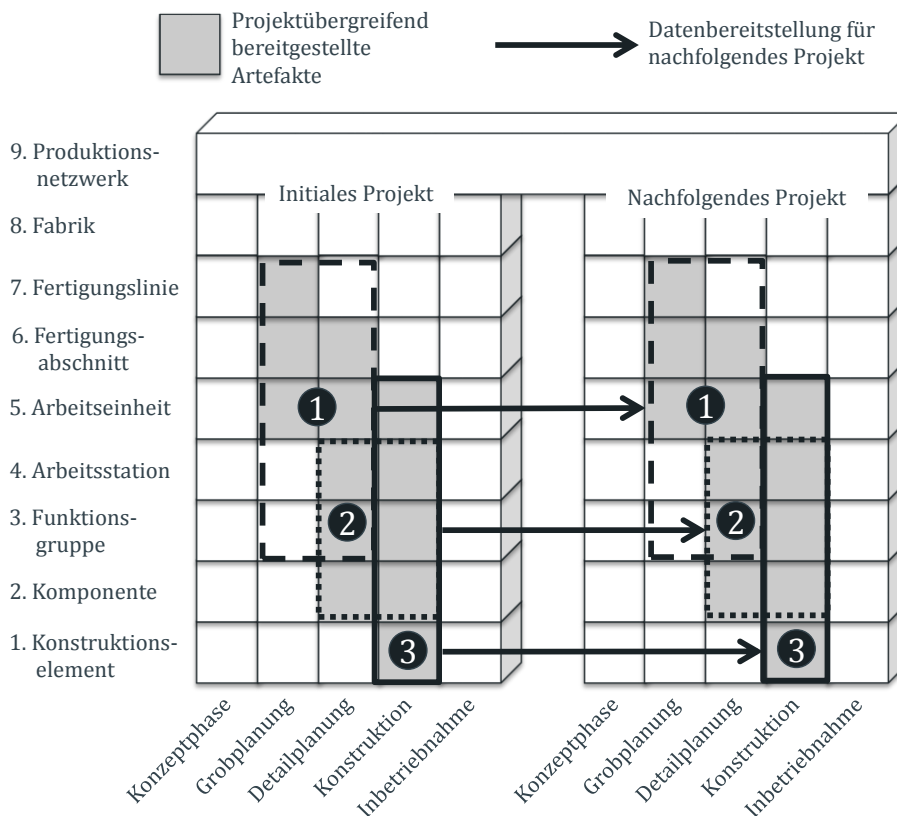 Projektübergreifend
bereitgestellte
Artefakte
Datenbereitstellung für
nachfolgendes Projekt
9. Produktions-
netzwerk
Initiales Projekt
Nachfolgendes Projekt
8. Fabrik
7. Fertigungslinie
6. Fertigungs-
abschnitt
5. Arbeitseinheit
1
1
4. Arbeitsstation
3. Funktions-
gruppe
2
2
2. Komponente
1. Konstruktions-
element
3
3
Konzeptphase
Grobplanung
Detailplanung
Konstruktion
Inbetriebnahme
Konzeptphase
Grobplanung
Detailplanung
Konstruktion
Inbetriebnahme